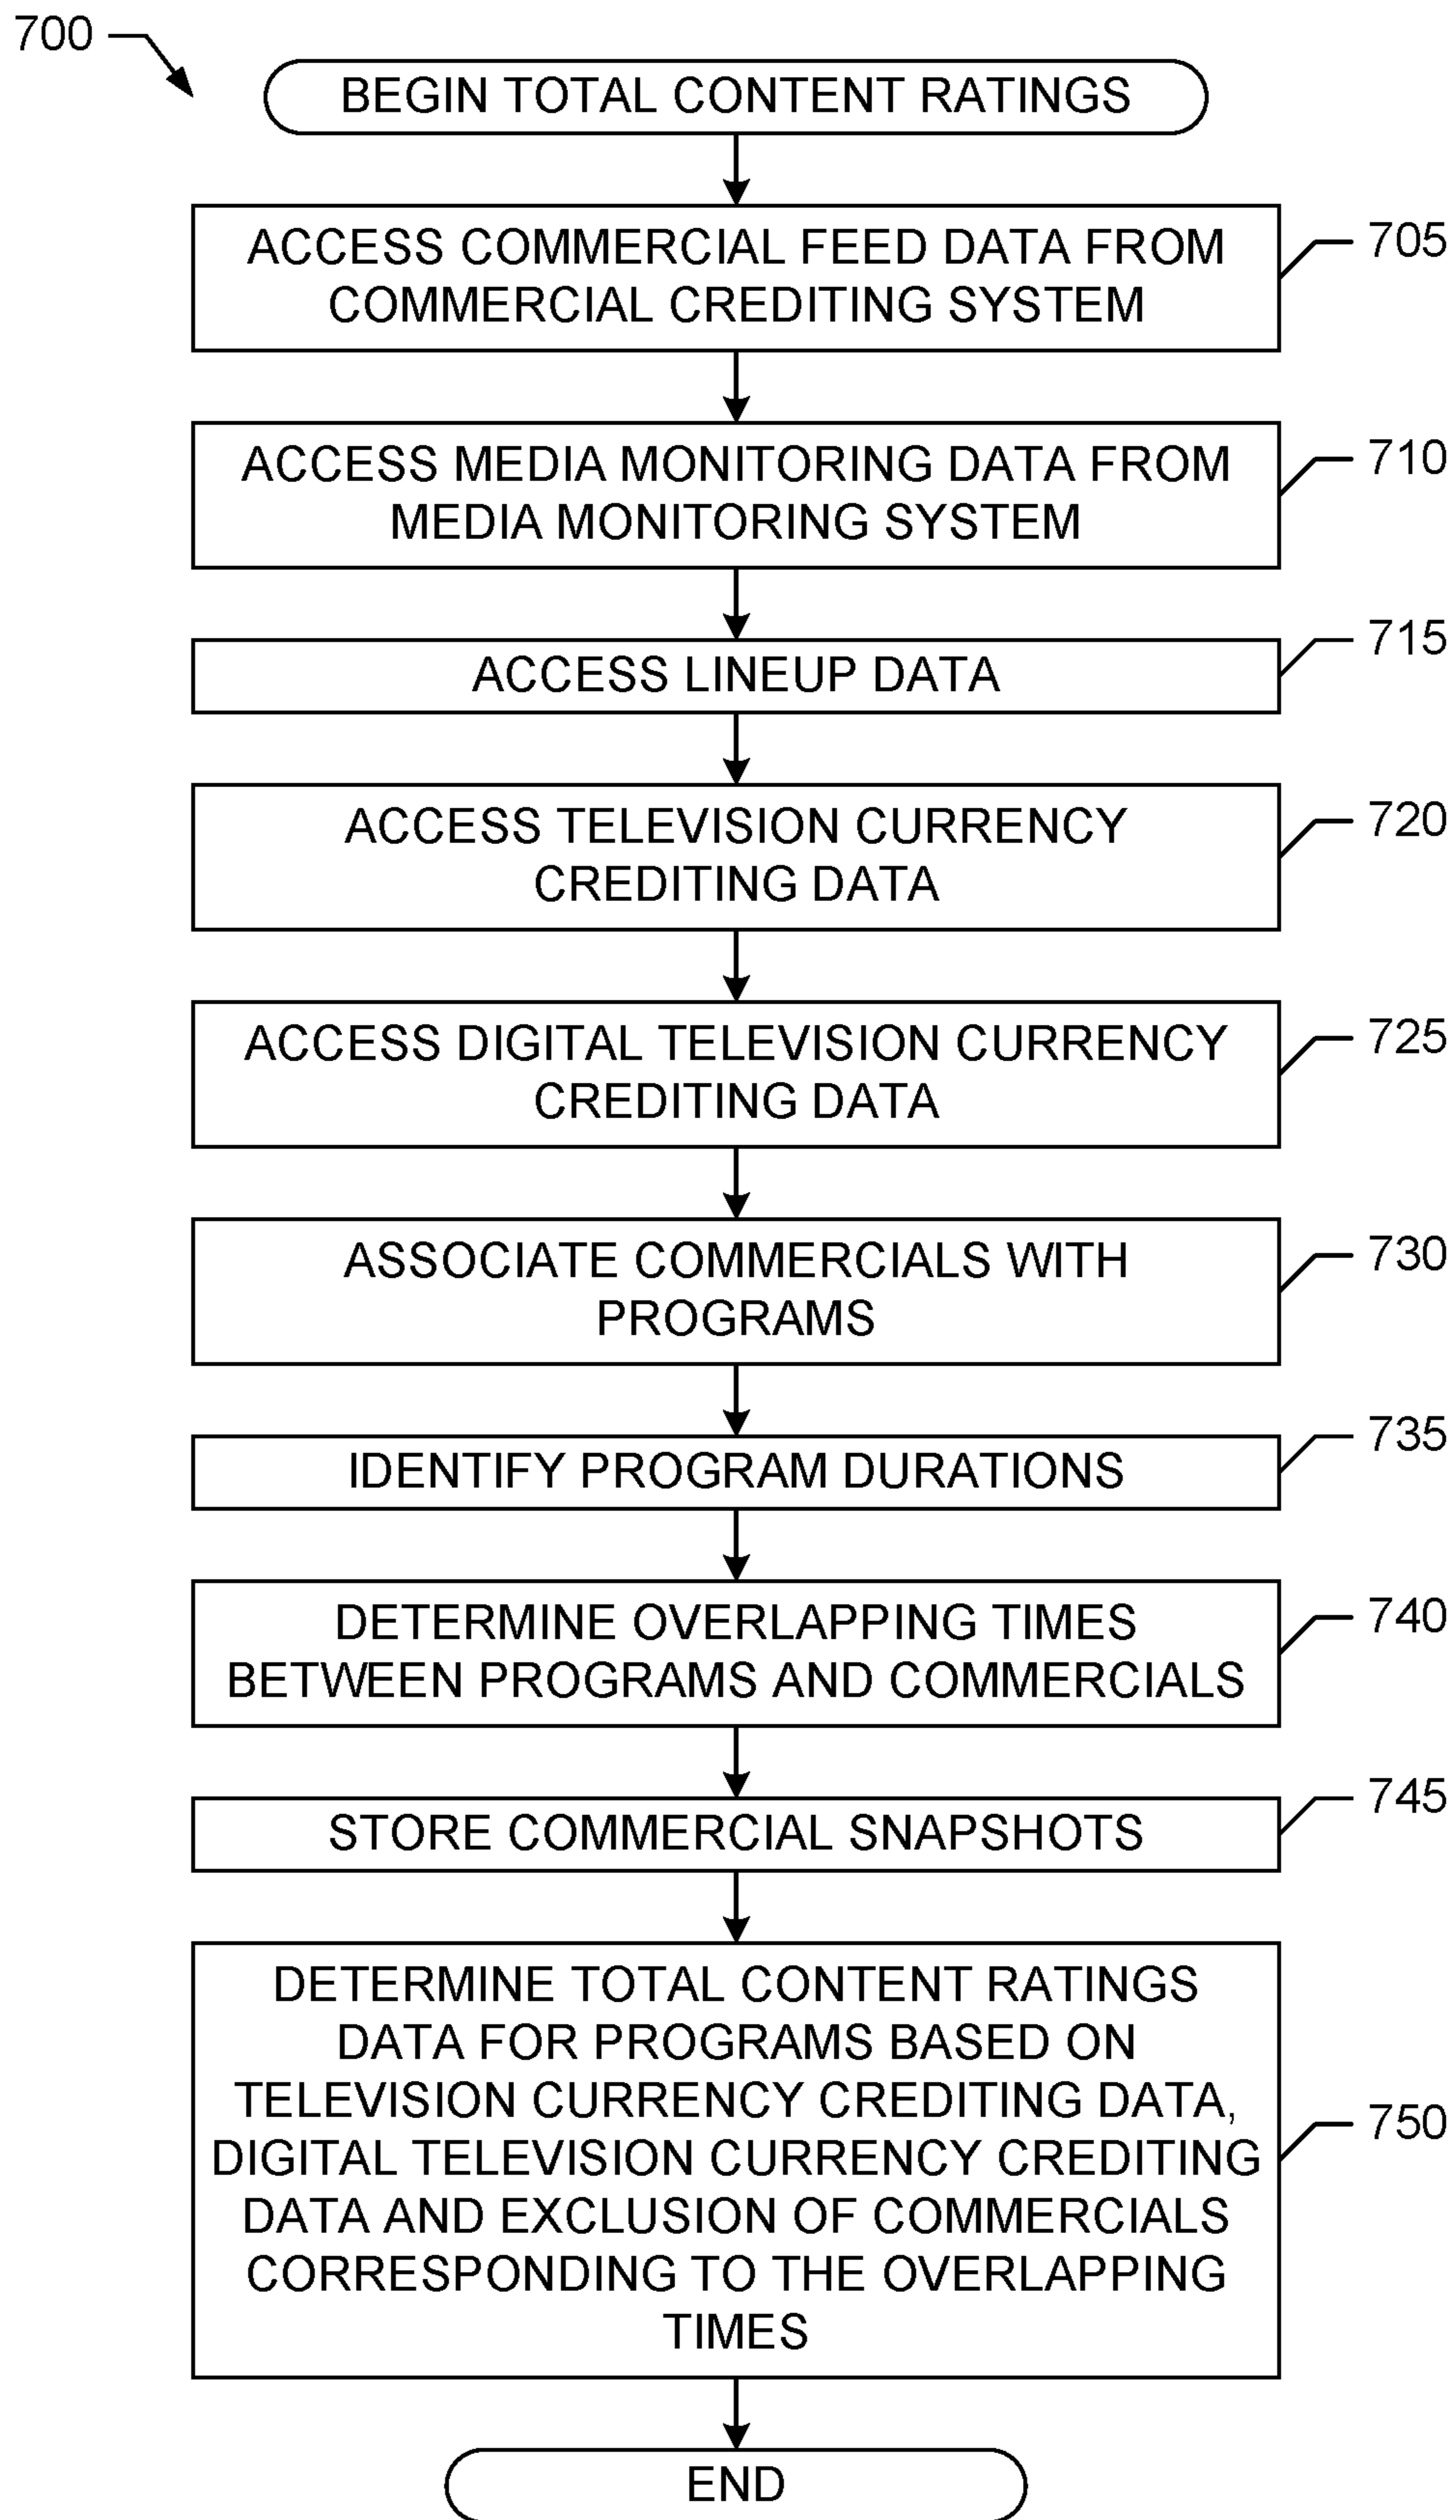 700
BEGIN TOTAL CONTENT RATINGS
ACCESS COMMERCIAL FEED DATA FROM
COMMERCIAL CREDITING SYSTEM
705
ACCESS MEDIA MONITORING DATA FROM
MEDIA MONITORING SYSTEM
710
ACCESS LINEUP DATA
715
ACCESS TELEVISION CURRENCY
CREDITING DATA
720
ACCESS DIGITAL TELEVISION CURRENCY
CREDITING DATA
725
ASSOCIATE COMMERCIALS WITH
PROGRAMS
730
IDENTIFY PROGRAM DURATIONS
735
DETERMINE OVERLAPPING TIMES
BETWEEN PROGRAMS AND COMMERCIALS
740
STORE COMMERCIAL SNAPSHOTS
745
DETERMINE TOTAL CONTENT RATINGS
DATA FOR PROGRAMS BASED ON
TELEVISION CURRENCY CREDITING DATA,
DIGITAL TELEVISION CURRENCY CREDITING
DATA AND EXCLUSION OF COMMERCIALS
CORRESPONDING TO THE OVERLAPPING
TIMES
750
END